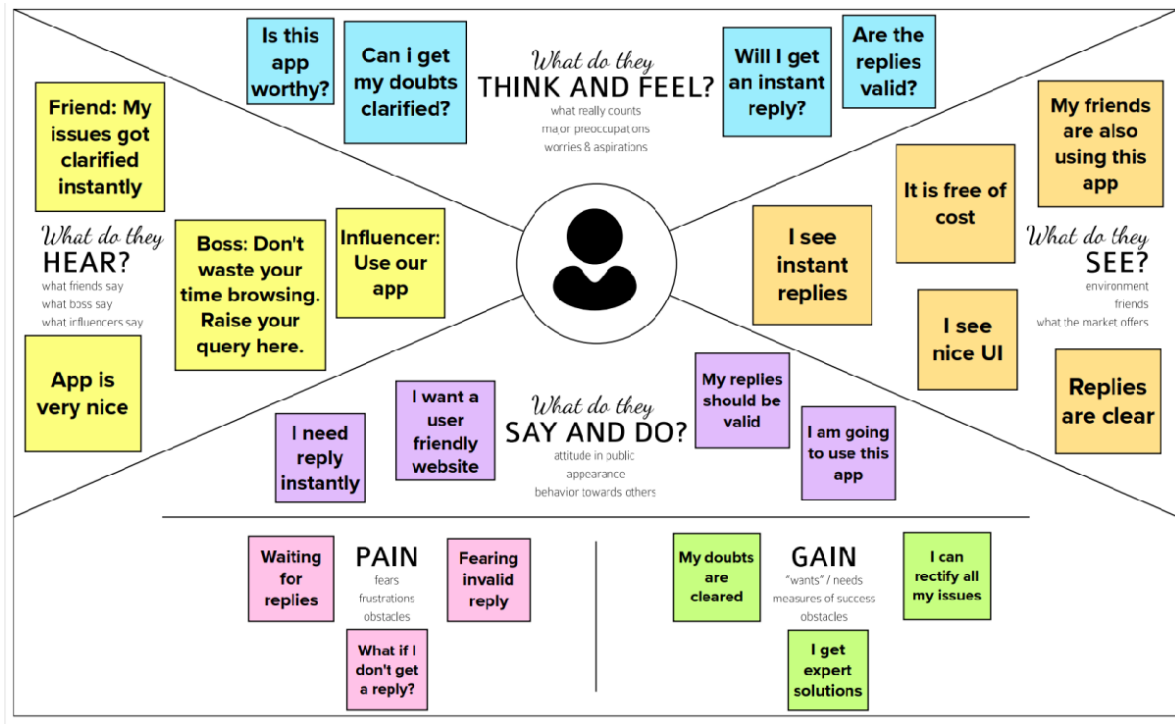 Is this
app
worthy?
Can i get
my doubts
clarified?
What do they
THINK AND FEEL?
what really counts
major preoccupations
worries & aspirations
Will I get
an instant
reply?
Are the
replies
valid?
Friend: My
issues got
clarified
instantly
What do they
HEAR?
what friends say
what boss say
what influencers say
Boss: Don't
waste your
time browsing.
Raise your
query here.
Influencer:
Use our
app
App is
very nice
My friends
are also
using this
app
It is free of
cost
I see
instant
replies
What do they
SEE?
environment
friends
what the market offers
I see
nice UI
Replies
are clear
I need
reply
instantly
I want a
user
friendly
website
What do they
SAY AND DO?
attitude in public
appearance
behavior towards others
My replies
should be
valid
I am going
to use this
app
Waiting
for
replies
PAIN
fears
frustrations
obstacles
Fearing
invalid
reply
What if I
don't get
a reply?
My doubts
are
cleared
GAIN
"wants" / needs
measures of success
obstacles
I can
rectify all
my issues
I get
expert
solutions